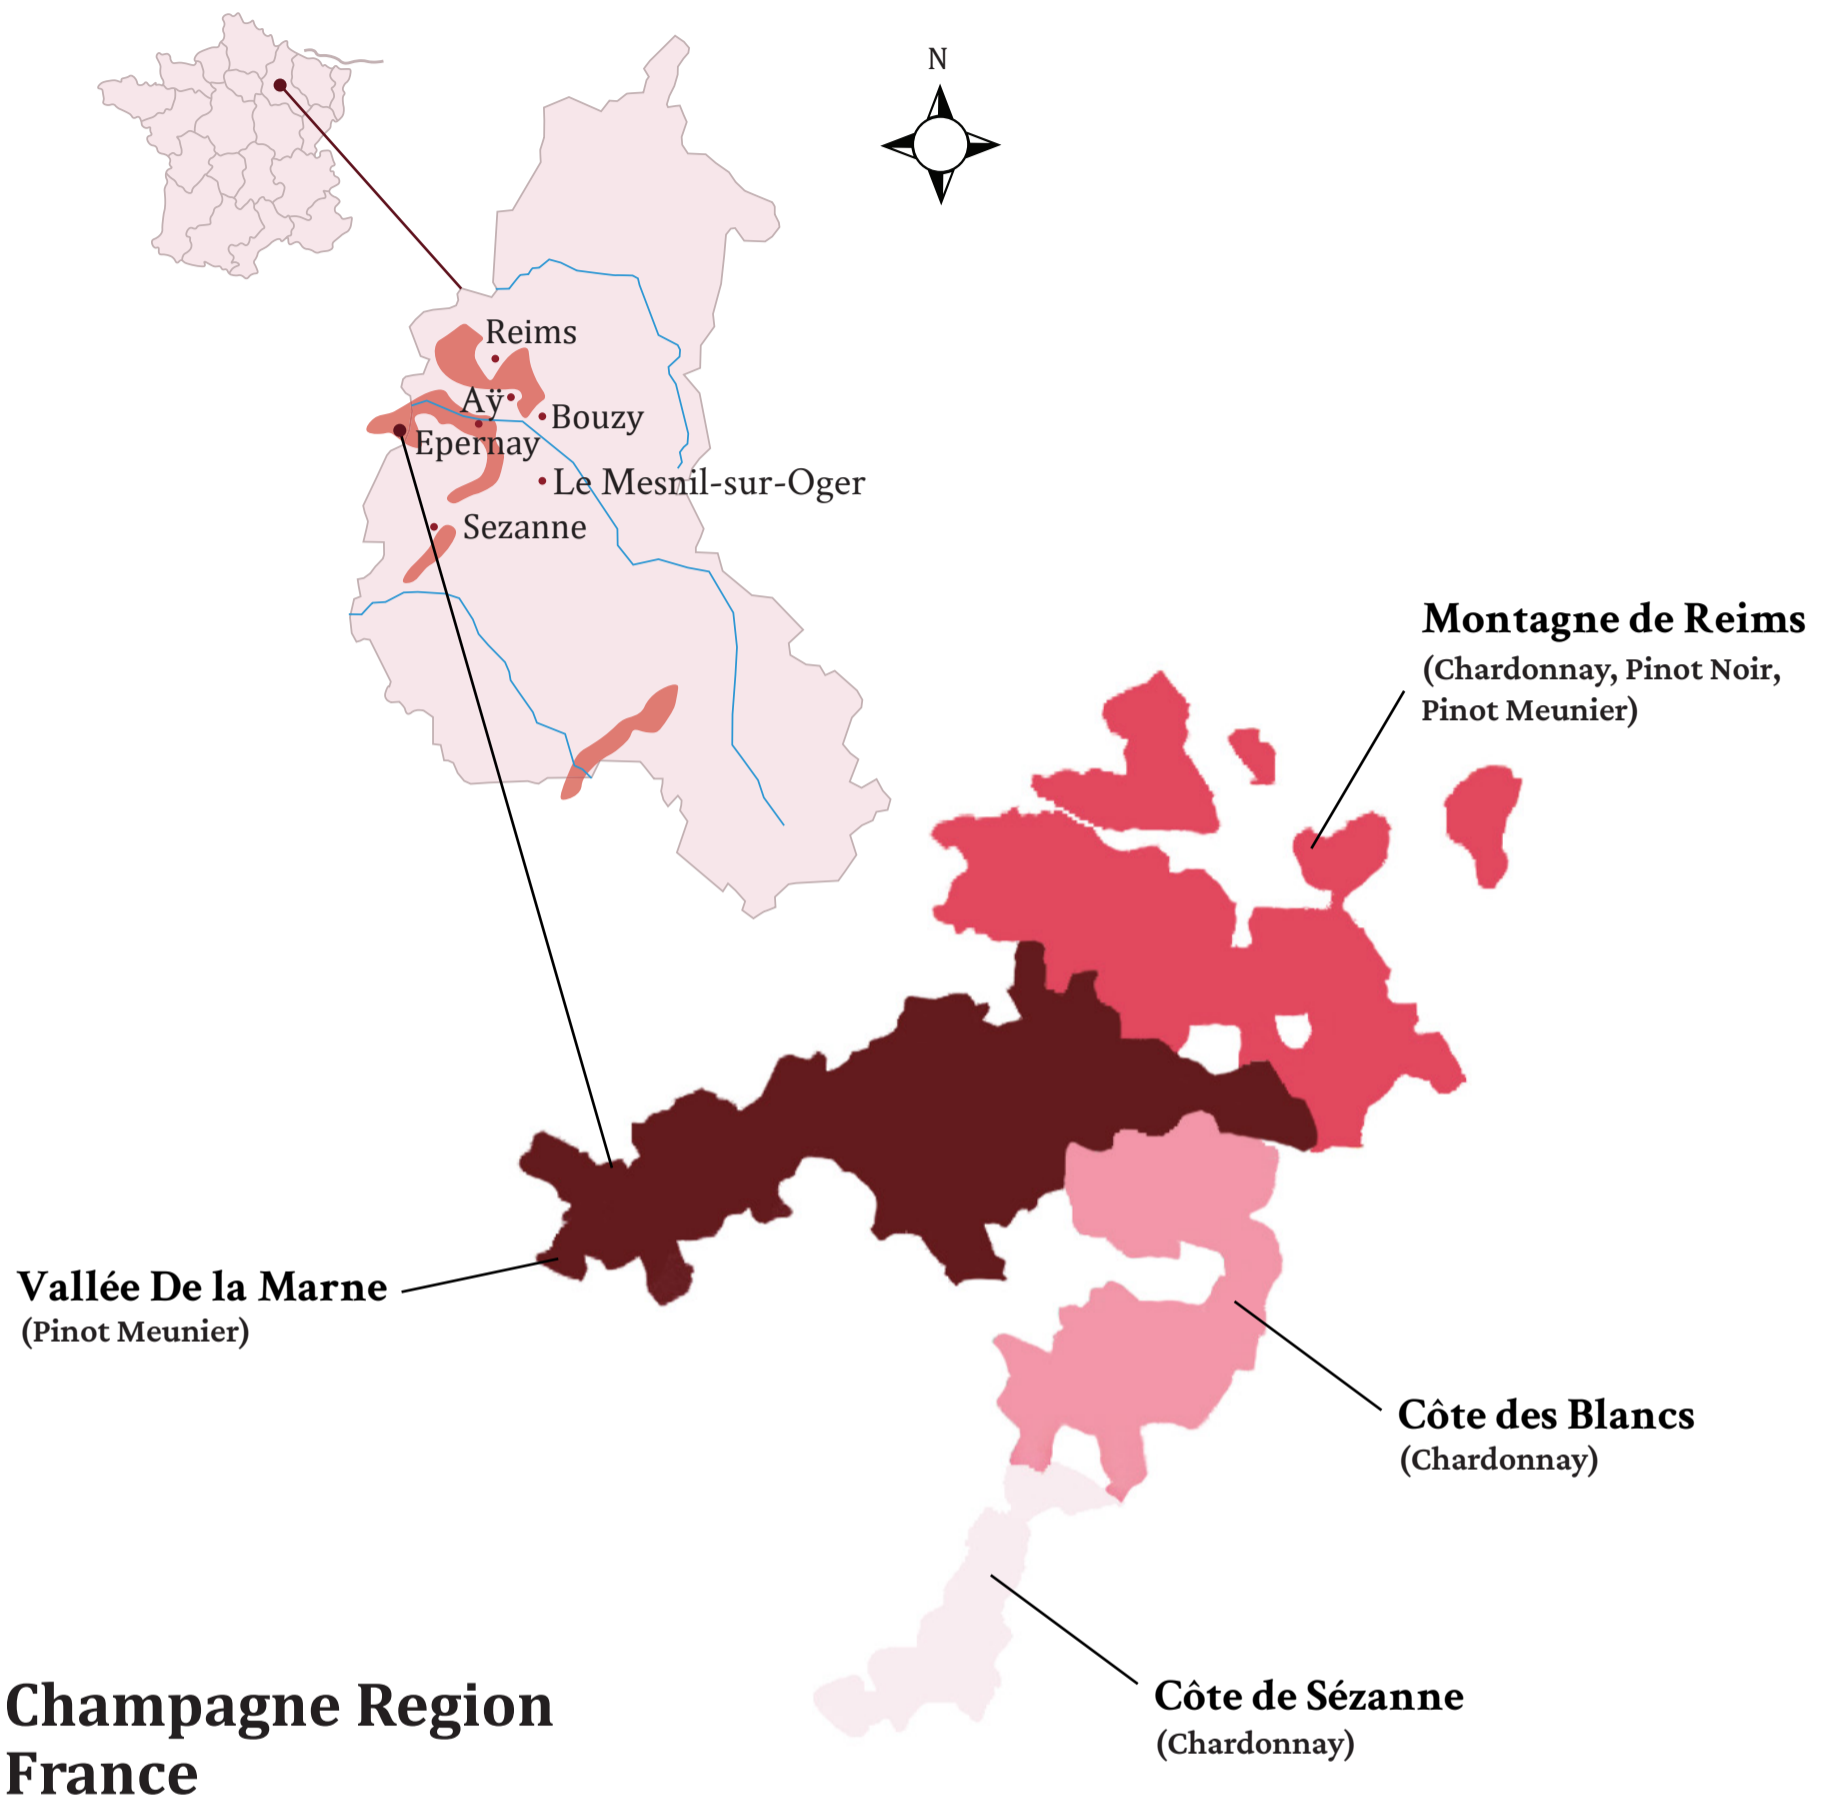 N
Reims
Aÿ
Bouzy
Epernay
Le Mesnil-sur-Oger
Sezanne
Montagne de Reims
(Chardonnay, Pinot Noir,
Pinot Meunier)
Vallée De la Marne
(Pinot Meunier)
Côte des Blancs
(Chardonnay)
Côte de Sézanne
(Chardonnay)
Champagne Region
France